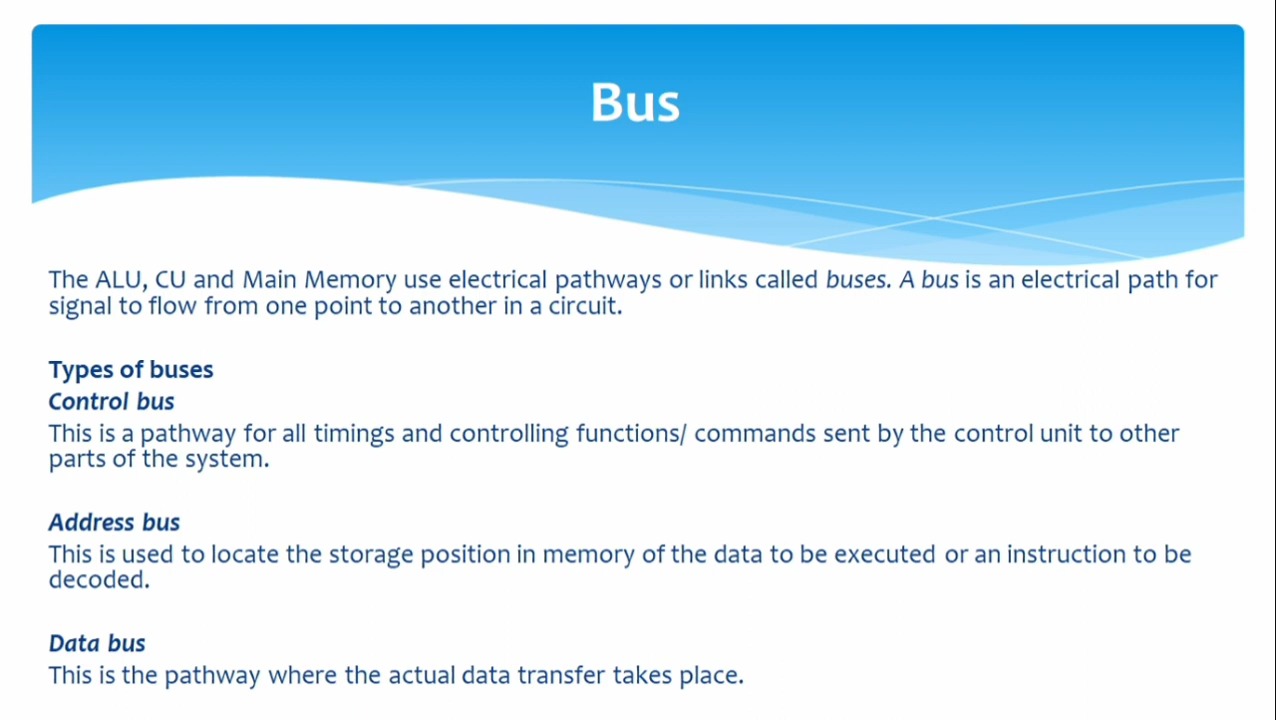 Bus
The ALU, CU and Main Memory use electrical pathways or links called buses. A bus is an electrical path for
signal to flow from one point to another in a circuit.
Types of buses
Control bus
This is a pathway for all timings and controlling functions/ commands sent by the control unit to other
parts of the system.
Address bus
This is used to locate the storage position in memory of the data to be executed or an instruction to be
decoded.
Data bus
This is the pathway where the actual data transfer takes place.